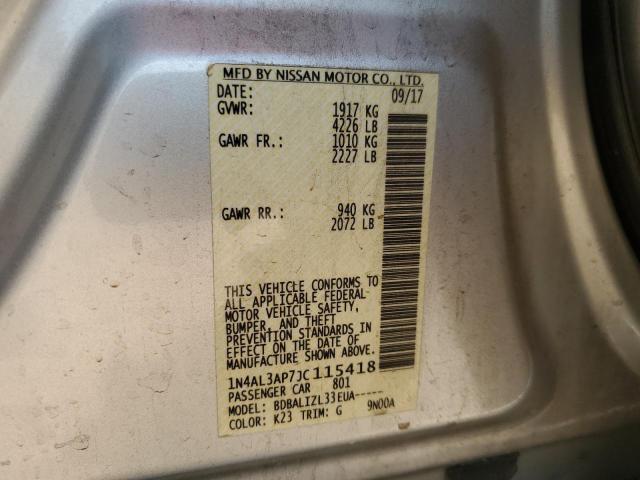 MFD BY NISSAN MOTOR CO., LTD.
DATE: 09/17
GVWR: 1917 KG
4226 LB
GAWR FR.: 1010 KG
2227 LB
GAWR RR.: 940 KG
2072 LB
THIS VEHICLE CONFORMS TO
ALL APPLICABLE FEDERAL
MOTOR VEHICLE SAFETY,
BUMPER, AND THEFT
PREVENTION STANDARDS IN
EFFECT ON THE DATE OF
MANUFACTURE SHOWN ABOVE.
1N4AL3AP7JC115418
PASSENGER CAR 801
MODEL: BDBALIZL33EUA-----
COLOR: K23 TRIM: G 9N00A